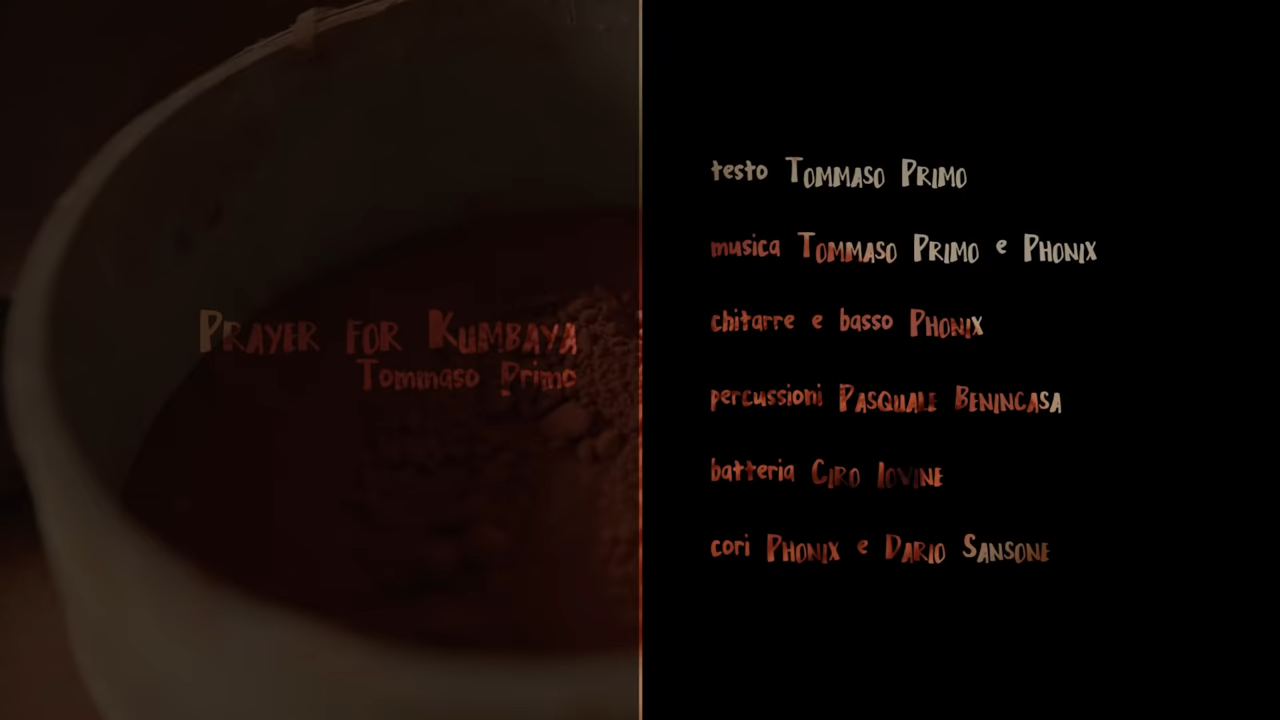 Prayer for Kumbaya
Tommaso Primo
testo Tommaso Primo
musica Tommaso Primo e Phonix
chitarre e basso Phonix
percussioni Pasquale Benincasa
batteria Ciro Iovine
cori Phonix e Dario Sansone